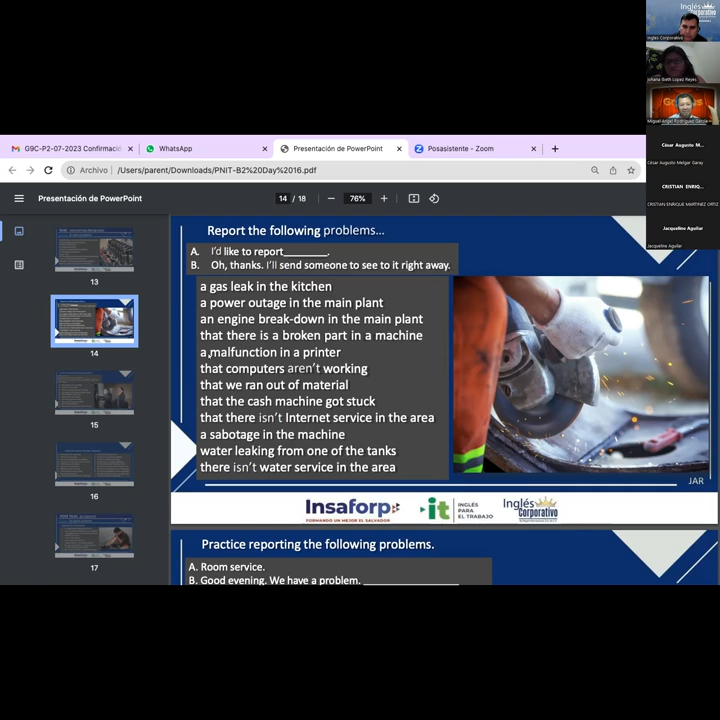 Inglés Corporativo
Inglés Corporativo
Johana Beth Lopez Reyes
Miguel Angel Rodriguez Garcia
César Augusto M...
César Augusto Melgar Garay
CRISTIAN ENRIQ...
CRISTIAN ENRIQUE MARTINEZ ORTIZ
Jacqueline Aguilar
Jacqueline Aguilar
G9C-P2-07-2023 Confirmació
WhatsApp
Presentación de PowerPoint
Posasistente - Zoom
Archivo | /Users/parent/Downloads/PNIT-B2%20Day%2016.pdf
Presentación de PowerPoint
14 / 18
76%
13
14
15
16
17
Report the following problems...
A. I'd like to report________.
B. Oh, thanks. I'll send someone to see to it right away.
a gas leak in the kitchen
a power outage in the main plant
an engine break-down in the main plant
that there is a broken part in a machine
a malfunction in a printer
that computers aren't working
that we ran out of material
that the cash machine got stuck
that there isn't Internet service in the area
a sabotage in the machine
water leaking from one of the tanks
there isn't water service in the area
JAR
Insaforp
FORMANDO UN MEJOR EL SALVADOR
it
INGLÉS PARA EL TRABAJO
Inglés Corporativo
Practice reporting the following problems.
A. Room service.
B. Good evening. We have a problem. ________________